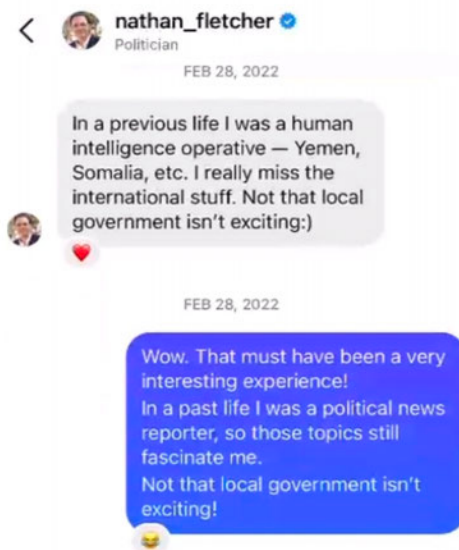 nathan_fletcher
Politician
FEB 28, 2022
In a previous life I was a human
intelligence operative — Yemen,
Somalia, etc. I really miss the
international stuff. Not that local
government isn't exciting:)
FEB 28, 2022
Wow. That must have been a very
interesting experience!
In a past life I was a political news
reporter, so those topics still
fascinate me.
Not that local government isn't
exciting!